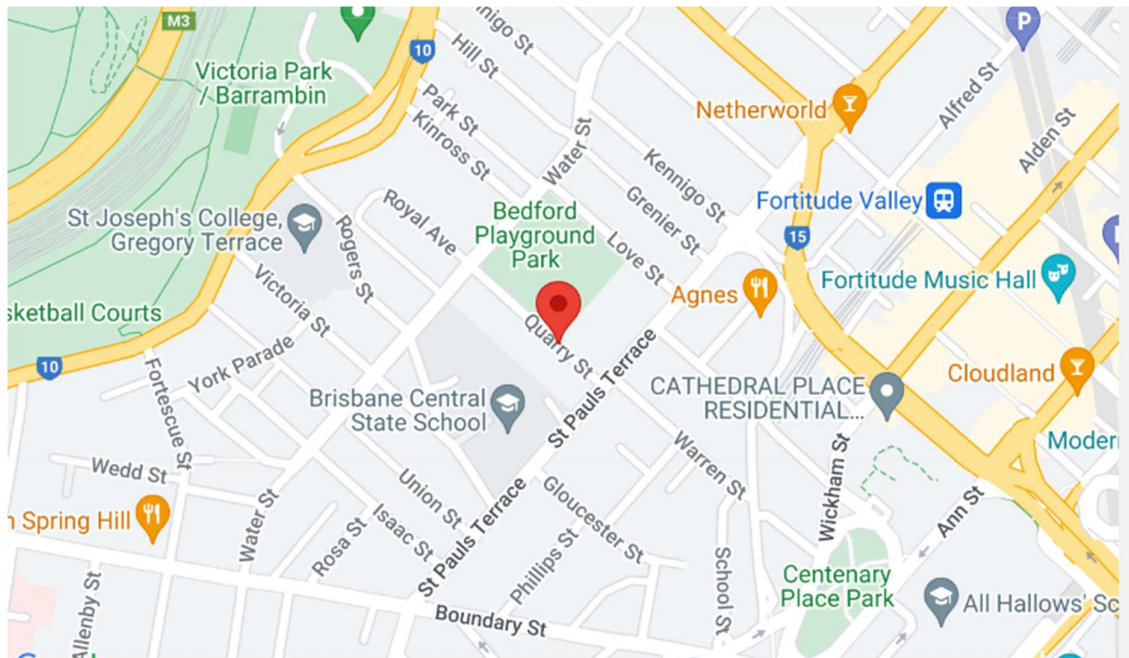 M3
10
Kennigo St
Hill St
Victoria Park
/ Barrambin
Park St
Kinross St
Water St
Netherworld
Alfred St
Alden St
Kennigo St
Grenier St
Fortitude Valley
15
St Joseph's College,
Gregory Terrace
Royal Ave
Rogers St
Bedford
Playground
Park
Love St
Agnes
Fortitude Music Hall
Victoria St
sketball Courts
Quarry St
St Pauls Terrace
10
York Parade
Fortescue St
Brisbane Central
State School
CATHEDRAL PLACE
RESIDENTIAL...
Cloudland
Moder
Warren St
Wickham St
Wedd St
Union St
Gloucester St
St Pauls Terrace
Ann St
n Spring Hill
Water St
Rosa St
Isaac St
Phillips St
School St
Centenary
Place Park
All Hallows' Sc
Allenby St
Boundary St
P